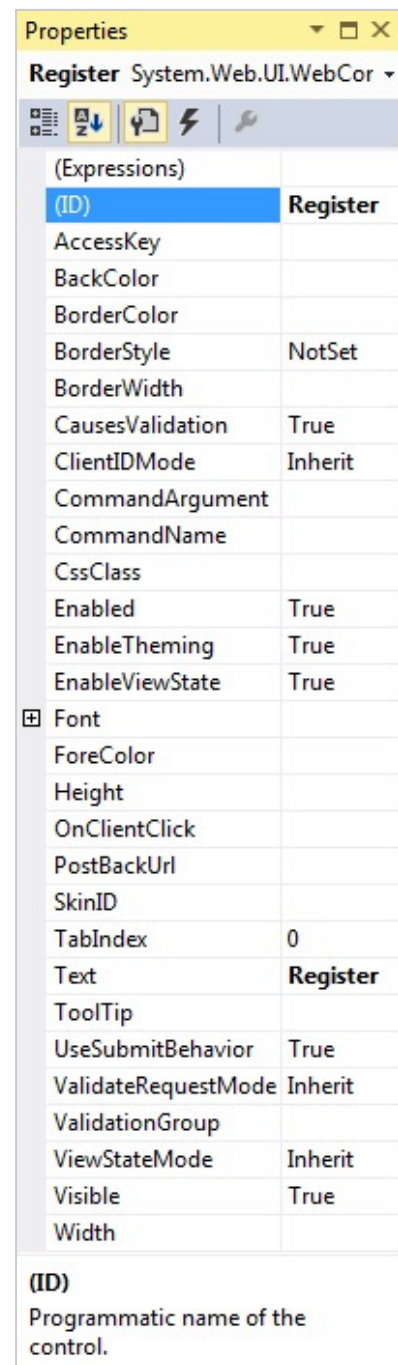 Properties
Register System.Web.UI.WebCor
(Expressions)
(ID) Register
AccessKey
BackColor
BorderColor
BorderStyle NotSet
BorderWidth
CausesValidation True
ClientIDMode Inherit
CommandArgument
CommandName
CssClass
Enabled True
EnableTheming True
EnableViewState True
Font
ForeColor
Height
OnClientClick
PostBackUrl
SkinID
TabIndex 0
Text Register
ToolTip
UseSubmitBehavior True
ValidateRequestMode Inherit
ValidationGroup
ViewStateMode Inherit
Visible True
Width
(ID)
Programmatic name of the
control.